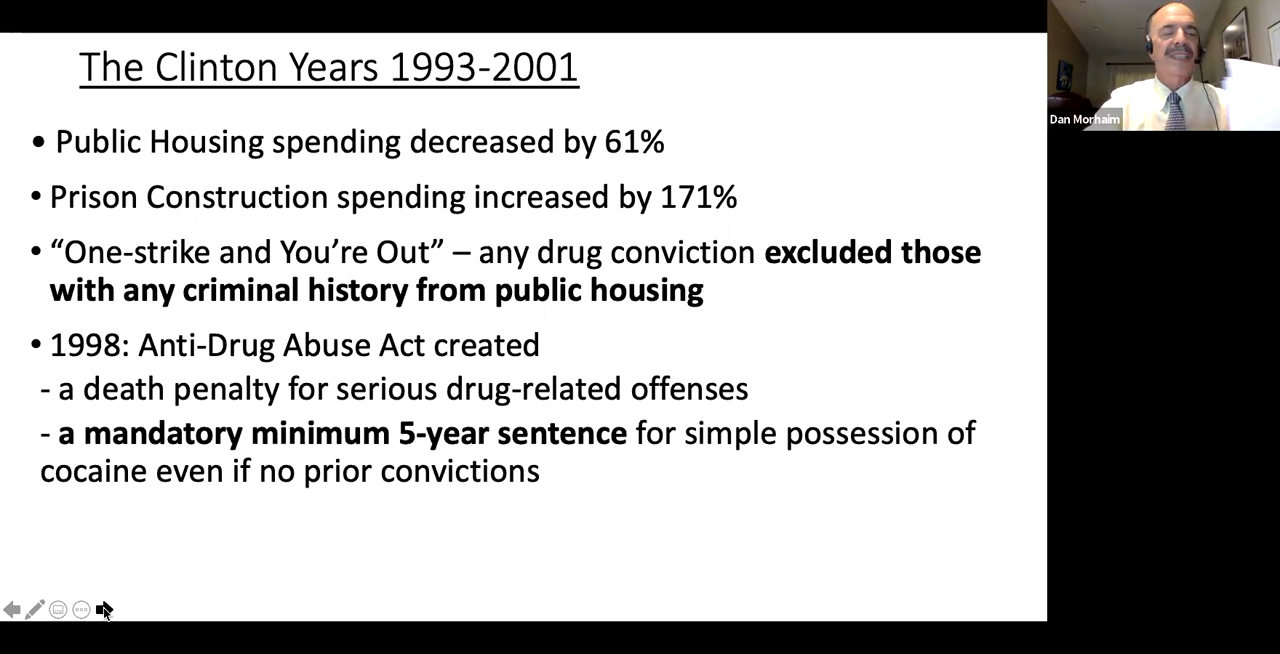 The Clinton Years 1993-2001
Dan Morhaim
• Public Housing spending decreased by 61%
• Prison Construction spending increased by 171%
• “One-strike and You’re Out” – any drug conviction excluded those
with any criminal history from public housing
• 1998: Anti-Drug Abuse Act created
- a death penalty for serious drug-related offenses
- a mandatory minimum 5-year sentence for simple possession of
cocaine even if no prior convictions